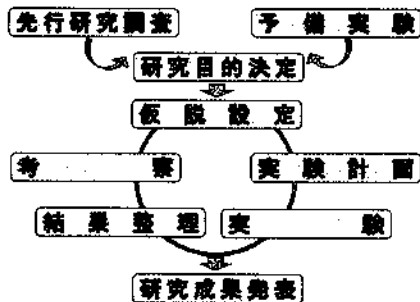 先行研究調査
予備実験
研究目的決定
仮説設定
考察
実験計画
結果整理
実験
研究成果発表